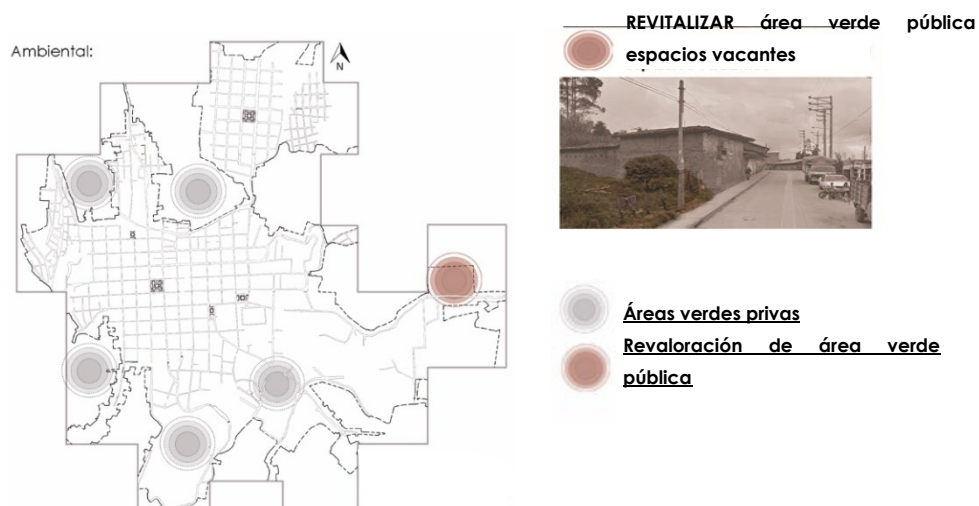 Ambiental:
N
REVITALIZAR área verde pública
espacios vacantes
Áreas verdes privas
Revaloración de área verde
pública